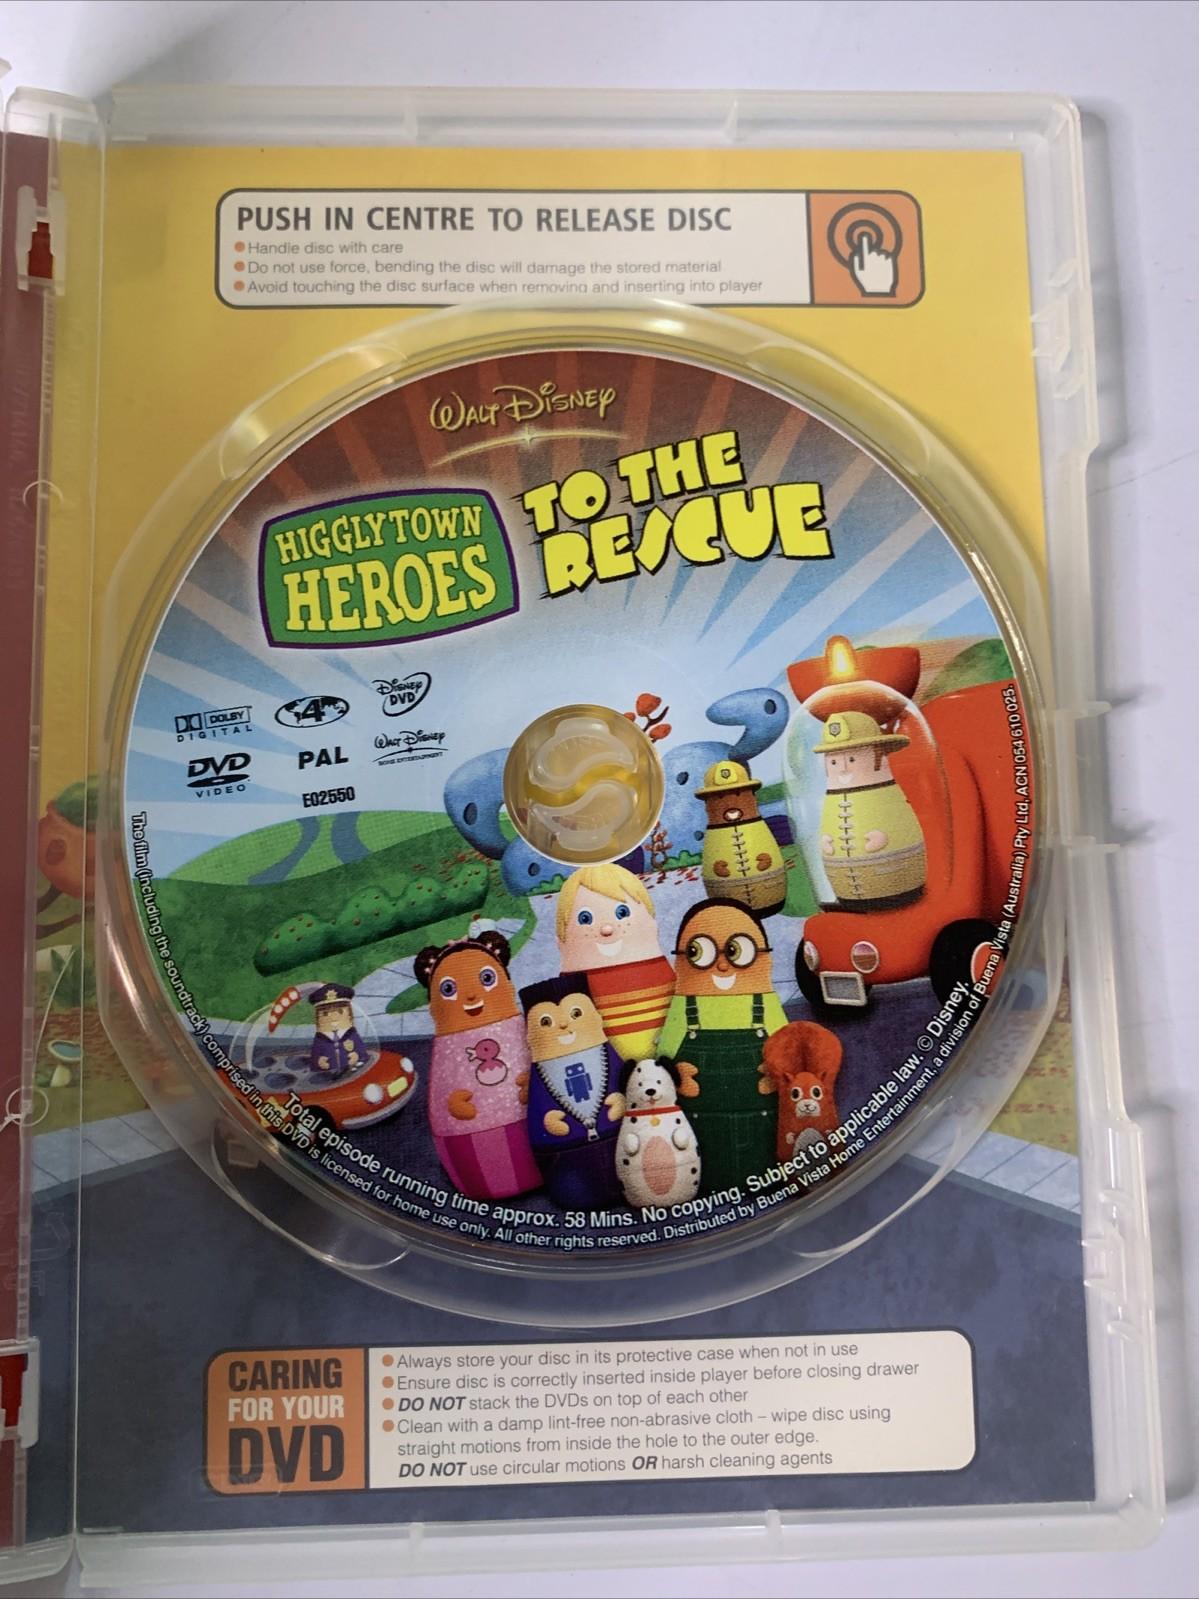 PUSH IN CENTRE TO RELEASE DISC
Handle disc with care
Do not use force, bending the disc will damage the stored material
Avoid touching the disc surface when removing and inserting into player
WALT DISNEY
HIGGLYTOWN
HEROES
TO THE
RESCUE
DOLBY
DIGITAL
4
DISNEY
DVD
DVD
VIDEO
PAL
WALT DISNEY
HOME ENTERTAINMENT
E02550
Total episode running time approx. 58 Mins. No copying. Subject to applicable law. © Disney.
The film (including the soundtrack) comprised in this DVD is licensed for home use only. All other rights reserved. Distributed by Buena Vista Home Entertainment, a division of Buena Vista (Australia) Pty Ltd, ACN 054 610 025.
CARING
FOR YOUR
DVD
Always store your disc in its protective case when not in use
Ensure disc is correctly inserted inside player before closing drawer
DO NOT stack the DVDs on top of each other
Clean with a damp lint-free non-abrasive cloth – wipe disc using
straight motions from inside the hole to the outer edge.
DO NOT use circular motions OR harsh cleaning agents